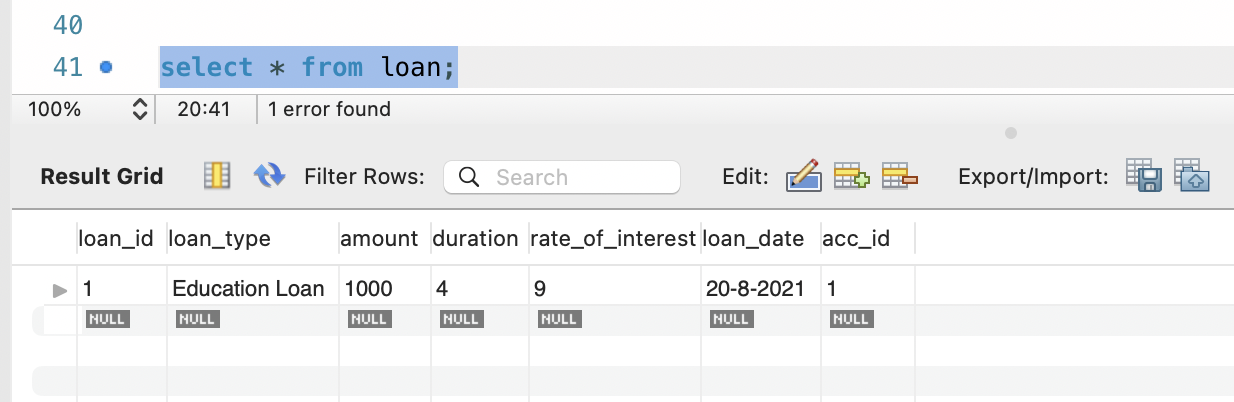 40
41 select * from loan;
100% 20:41 1 error found
Result Grid Filter Rows: Search Edit: Export/Import:
loan_id loan_type amount duration rate_of_interest loan_date acc_id
1 Education Loan 1000 4 9 20-8-2021 1
NULL NULL NULL NULL NULL NULL NULL